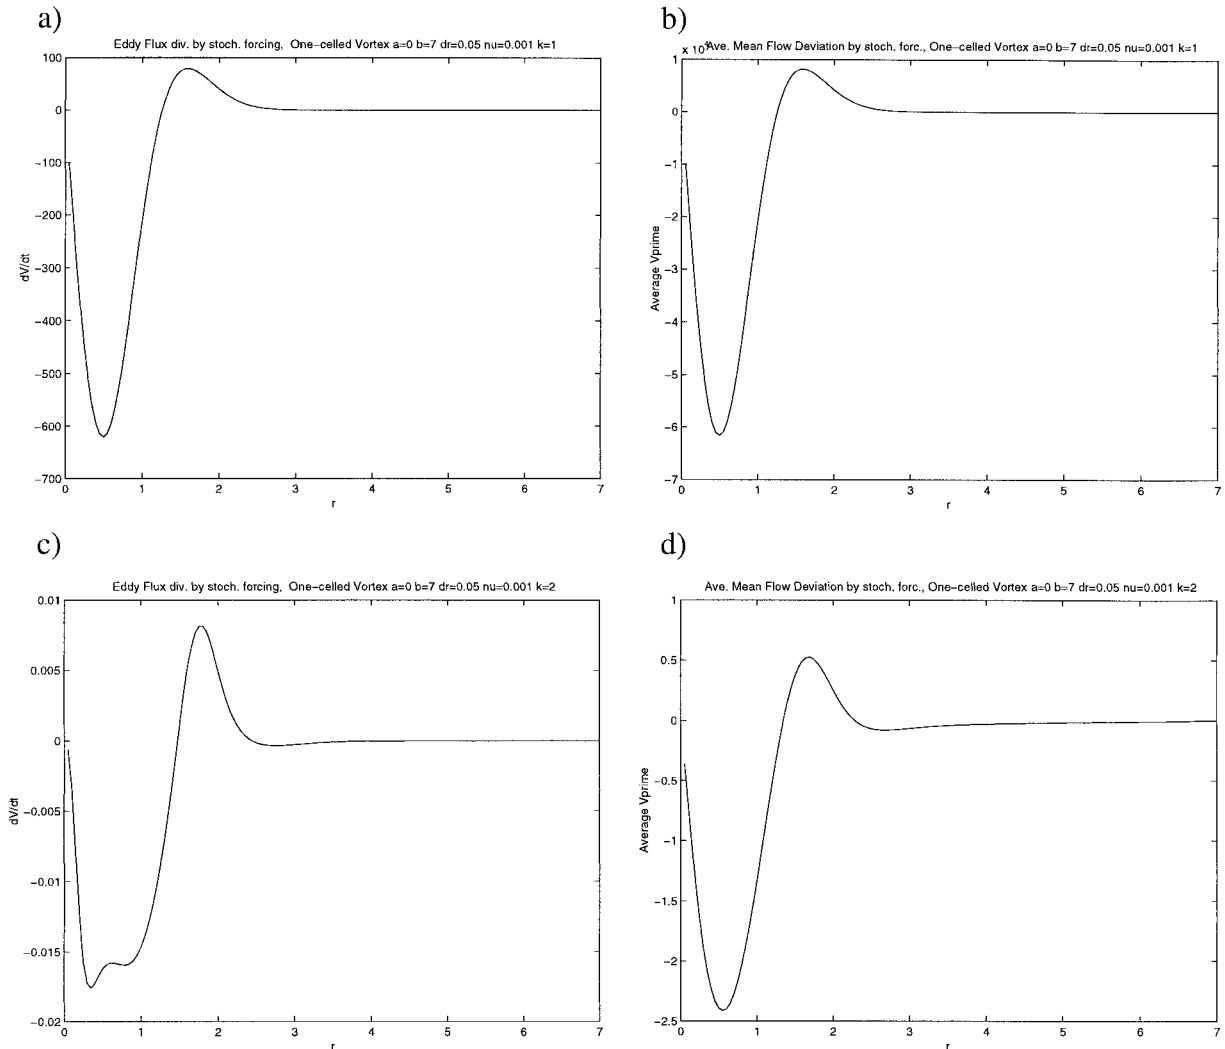 a)
Eddy Flux div. by stoch. forcing, One-celled Vortex a=0 b=7 dr=0.05 nu=0.001 k=1
100
0
-100
-200
-300
-400
-500
-600
-700
dV/dt
0 1 2 3 4 5 6 7
r
b)
Ave. Mean Flow Deviation by stoch. forc., One-celled Vortex a=0 b=7 dr=0.05 nu=0.001 k=1
x 10
1
0
-1
-2
-3
-4
-5
-6
-7
Average Vprime
0 1 2 3 4 5 6 7
r
c)
Eddy Flux div. by stoch. forcing, One-celled Vortex a=0 b=7 dr=0.05 nu=0.001 k=2
0.01
0.005
0
-0.005
-0.01
-0.015
-0.02
dV/dt
0 1 2 3 4 5 6 7
r
d)
Ave. Mean Flow Deviation by stoch. forc., One-celled Vortex a=0 b=7 dr=0.05 nu=0.001 k=2
1
0.5
0
-0.5
-1
-1.5
-2
-2.5
Average Vprime
0 1 2 3 4 5 6 7
r